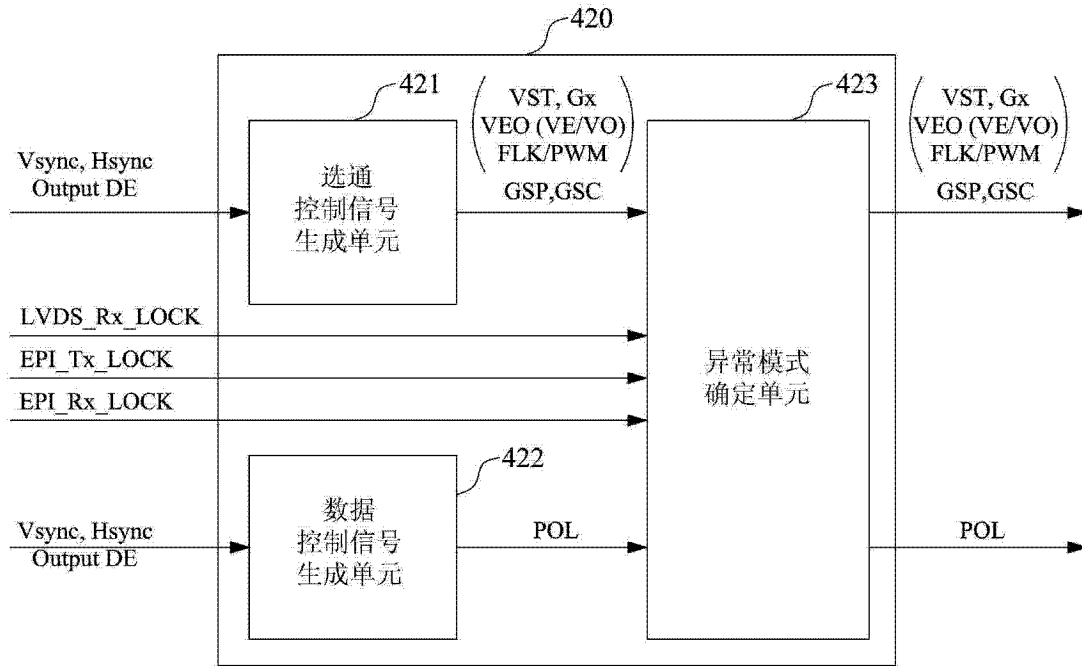 420
421
423
VST, Gx
VEO (VE/VO)
FLK/PWM
GSP,GSC
VST, Gx
VEO (VE/VO)
FLK/PWM
GSP,GSC
Vsync, Hsync
Output DE
选通
控制信号
生成单元
LVDS_Rx_LOCK
EPI_Tx_LOCK
EPI_Rx_LOCK
异常模式
确定单元
422
Vsync, Hsync
Output DE
数据
控制信号
生成单元
POL
POL